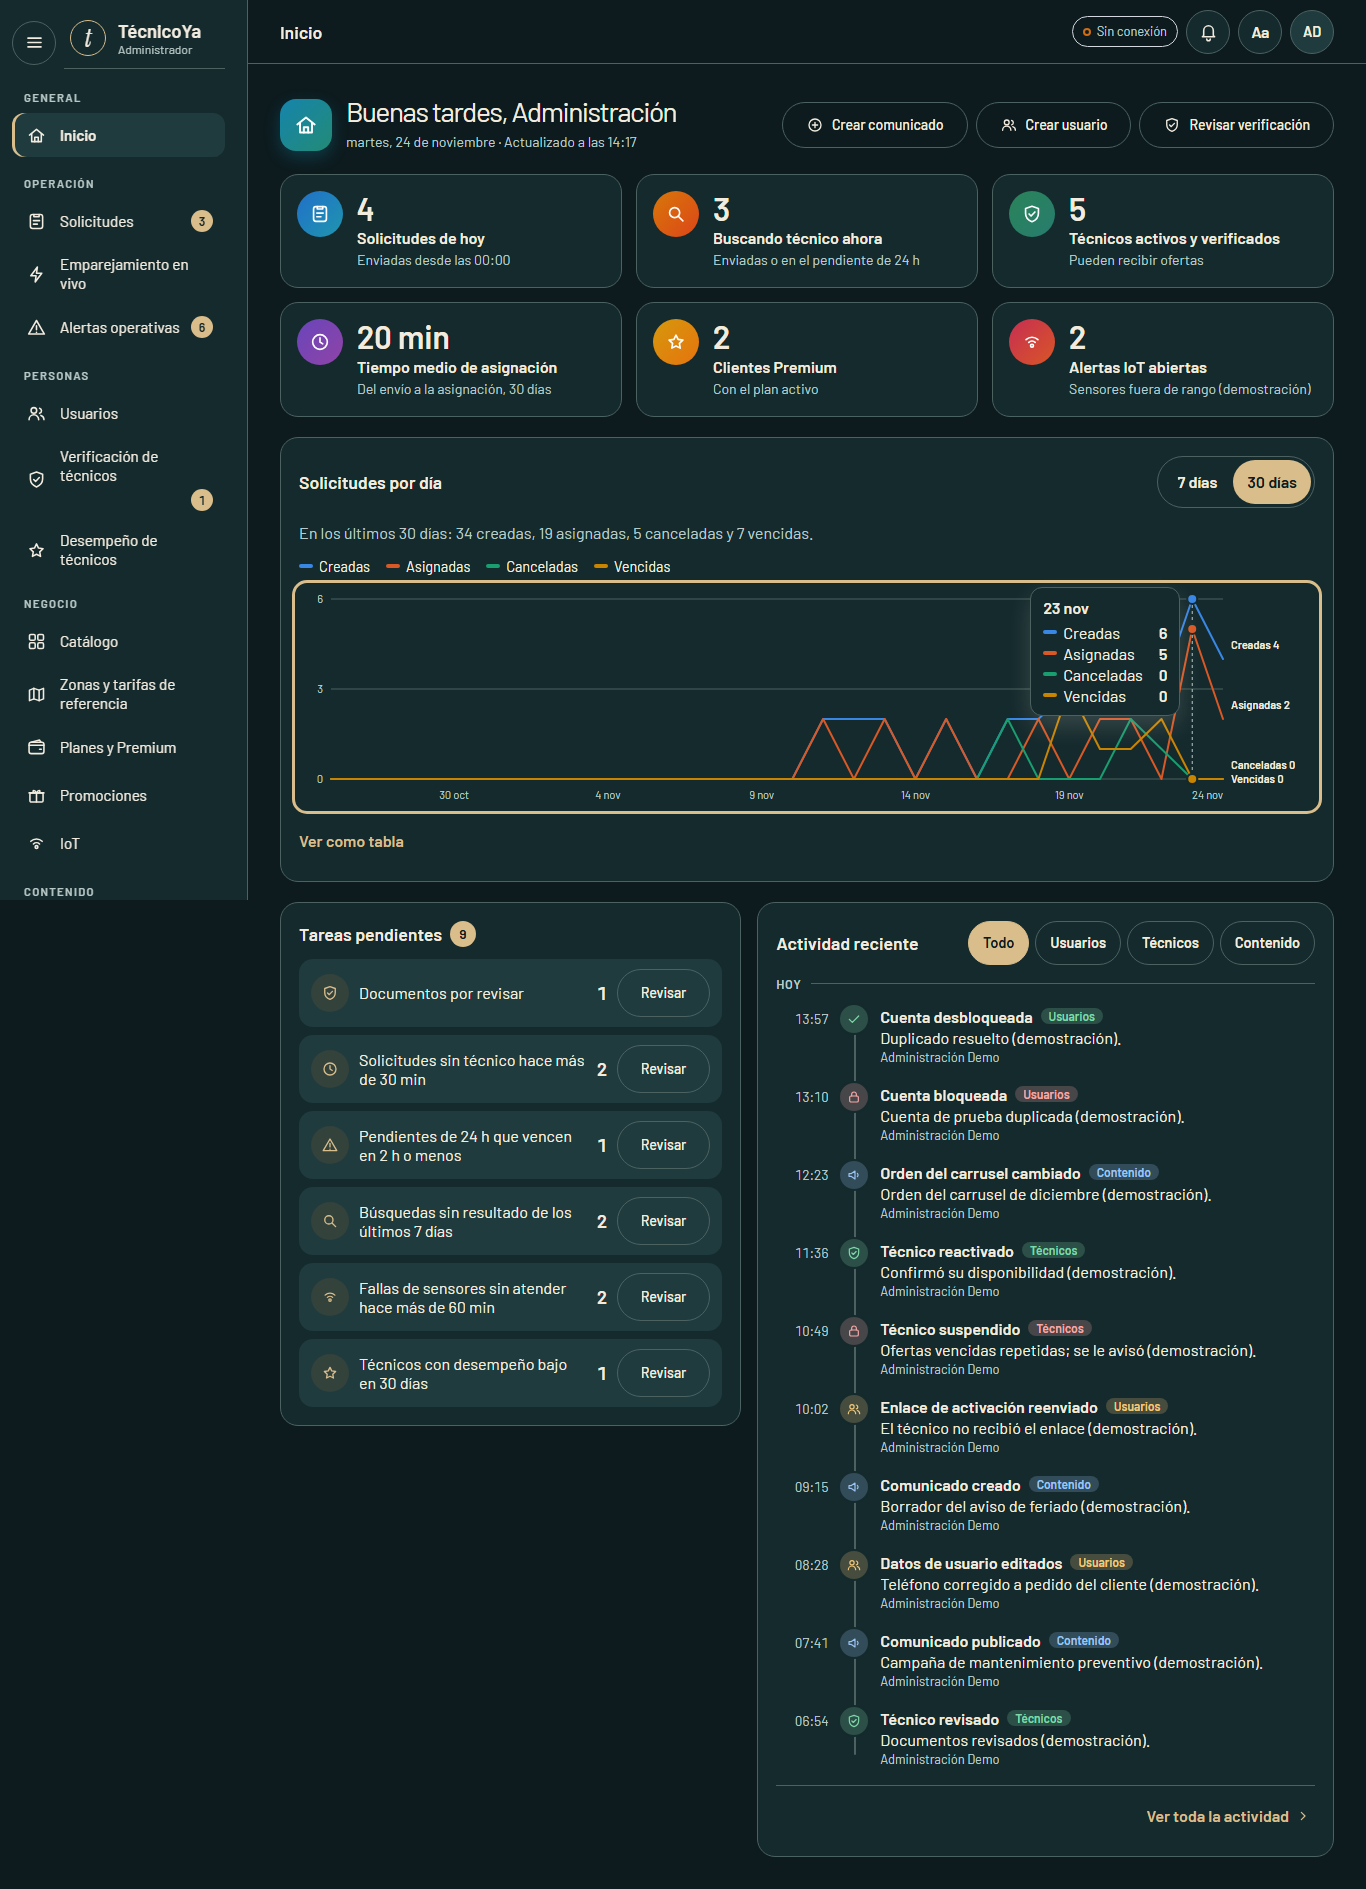 t TécnicoYa
Administrador
GENERAL
Inicio
OPERACIÓN
Solicitudes 3
Emparejamiento en
vivo
Alertas operativas 6
PERSONAS
Usuarios
Verificación de
técnicos
1
Desempeño de
técnicos
NEGOCIO
Catálogo
Zonas y tarifas de
referencia
Planes y Premium
Promociones
IoT
CONTENIDO
Inicio
Sin conexión
Aa
AD
Buenas tardes, Administración
martes, 24 de noviembre · Actualizado a las 14:17
Crear comunicado
Crear usuario
Revisar verificación
4
Solicitudes de hoy
Enviadas desde las 00:00
3
Buscando técnico ahora
Enviadas o en el pendiente de 24 h
5
Técnicos activos y verificados
Pueden recibir ofertas
20 min
Tiempo medio de asignación
Del envío a la asignación, 30 días
2
Clientes Premium
Con el plan activo
2
Alertas IoT abiertas
Sensores fuera de rango (demostración)
Solicitudes por día
7 días
30 días
En los últimos 30 días: 34 creadas, 19 asignadas, 5 canceladas y 7 vencidas.
Creadas Asignadas Canceladas Vencidas
6
3
0
23 nov
Creadas 6
Asignadas 5
Canceladas 0
Vencidas 0
Creadas 4
Asignadas 2
Canceladas 0
Vencidas 0
30 oct 4 nov 9 nov 14 nov 19 nov 24 nov
Ver como tabla
Tareas pendientes 9
Documentos por revisar 1 Revisar
Solicitudes sin técnico hace más
de 30 min
2 Revisar
Pendientes de 24 h que vencen
en 2 h o menos
1 Revisar
Búsquedas sin resultado de los
últimos 7 días
2 Revisar
Fallas de sensores sin atender
hace más de 60 min
2 Revisar
Técnicos con desempeño bajo
en 30 días
1 Revisar
Actividad reciente
Todo
Usuarios
Técnicos
Contenido
HOY
13:57 Cuenta desbloqueada Usuarios
Duplicado resuelto (demostración).
Administración Demo
13:10 Cuenta bloqueada Usuarios
Cuenta de prueba duplicada (demostración).
Administración Demo
12:23 Orden del carrusel cambiado Contenido
Orden del carrusel de diciembre (demostración).
Administración Demo
11:36 Técnico reactivado Técnicos
Confirmó su disponibilidad (demostración).
Administración Demo
10:49 Técnico suspendido Técnicos
Ofertas vencidas repetidas; se le avisó (demostración).
Administración Demo
10:02 Enlace de activación reenviado Usuarios
El técnico no recibió el enlace (demostración).
Administración Demo
09:15 Comunicado creado Contenido
Borrador del aviso de feriado (demostración).
Administración Demo
08:28 Datos de usuario editados Usuarios
Teléfono corregido a pedido del cliente (demostración).
Administración Demo
07:41 Comunicado publicado Contenido
Campaña de mantenimiento preventivo (demostración).
Administración Demo
06:54 Técnico revisado Técnicos
Documentos revisados (demostración).
Administración Demo
Ver toda la actividad